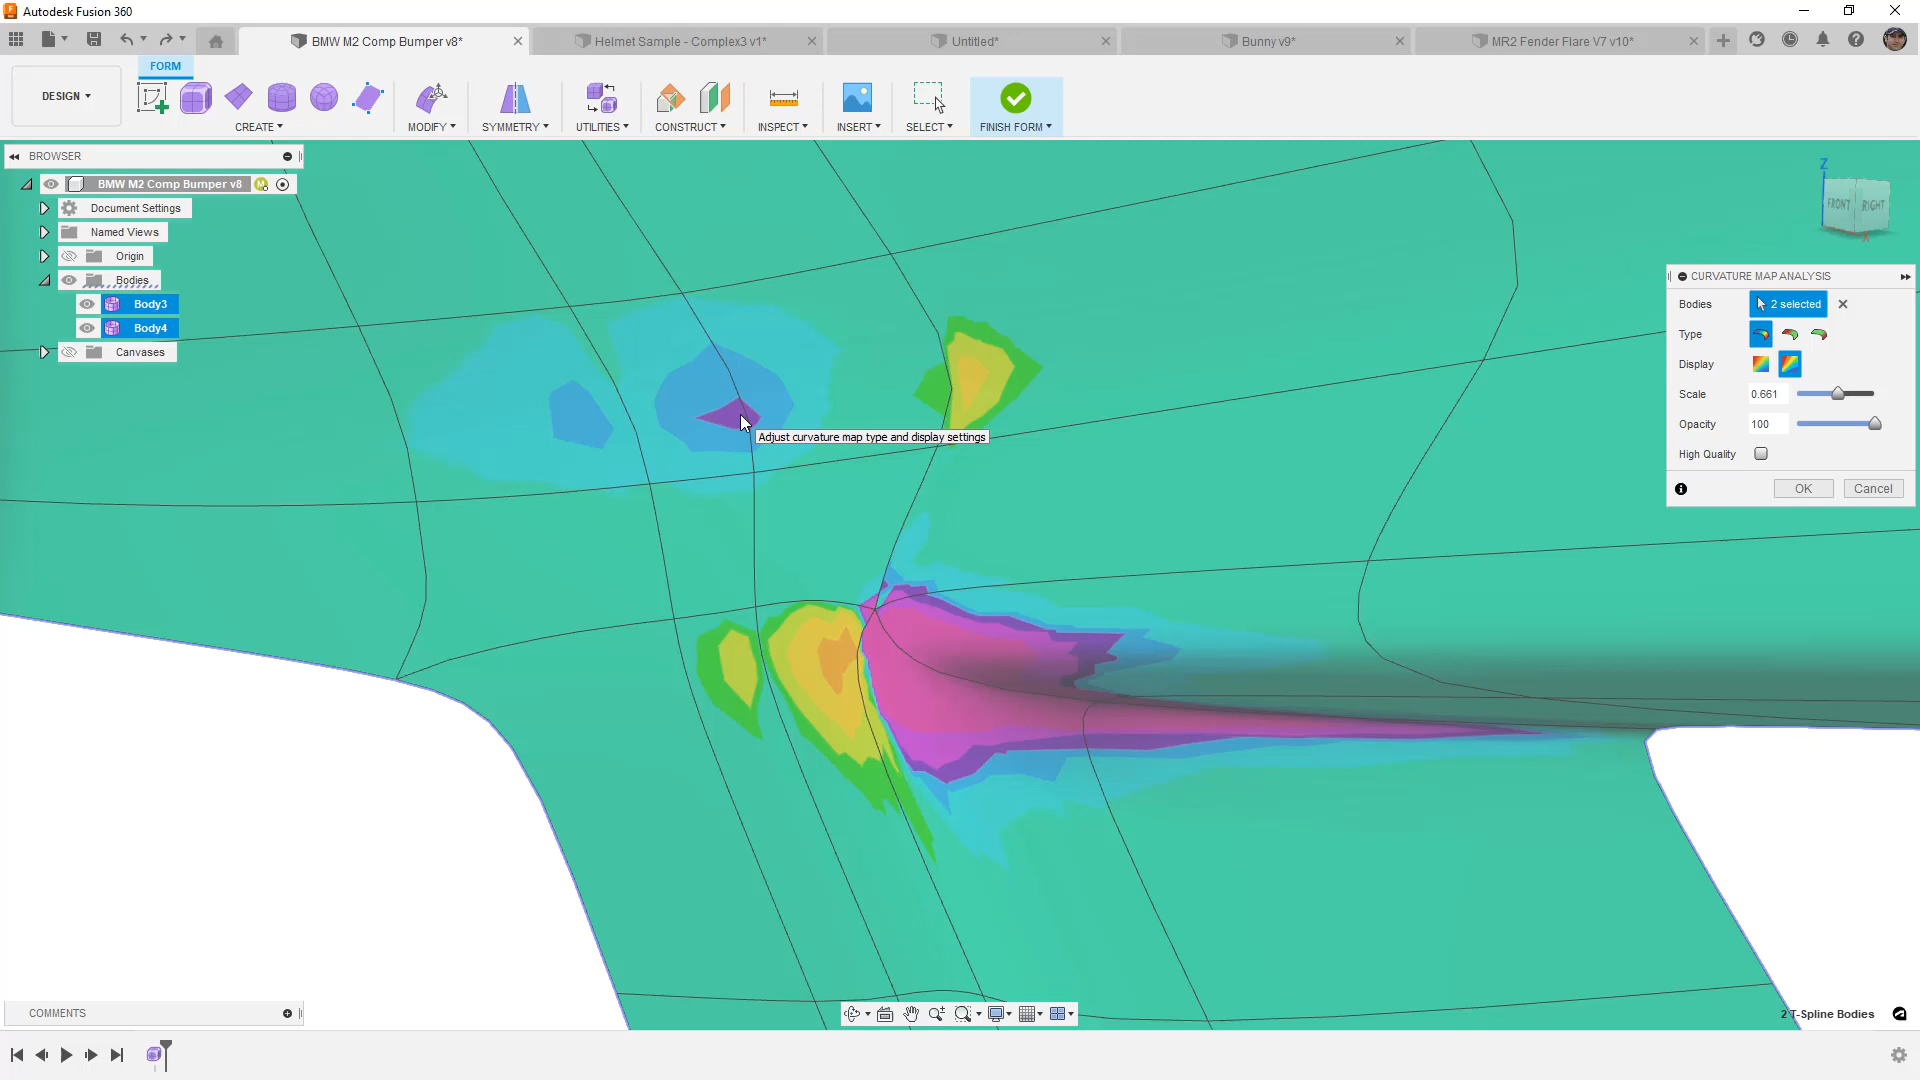 Autodesk Fusion 360
BMW M2 Comp Bumper v8*
Helmet Sample - Complex3 v1*
Untitled*
Bunny v9*
MR2 Fender Flare V7 v10*
FORM
DESIGN
CREATE
MODIFY
SYMMETRY
UTILITIES
CONSTRUCT
INSPECT
INSERT
SELECT
FINISH FORM
BROWSER
BMW M2 Comp Bumper v8
Document Settings
Named Views
Origin
Bodies
Body3
Body4
Canvases
Z
FRONT
RIGHT
X
CURVATURE MAP ANALYSIS
Bodies 2 selected
Type
Display
Scale 0.661
Opacity 100
High Quality
OK Cancel
Adjust curvature map type and display settings
COMMENTS
2 T-Spline Bodies